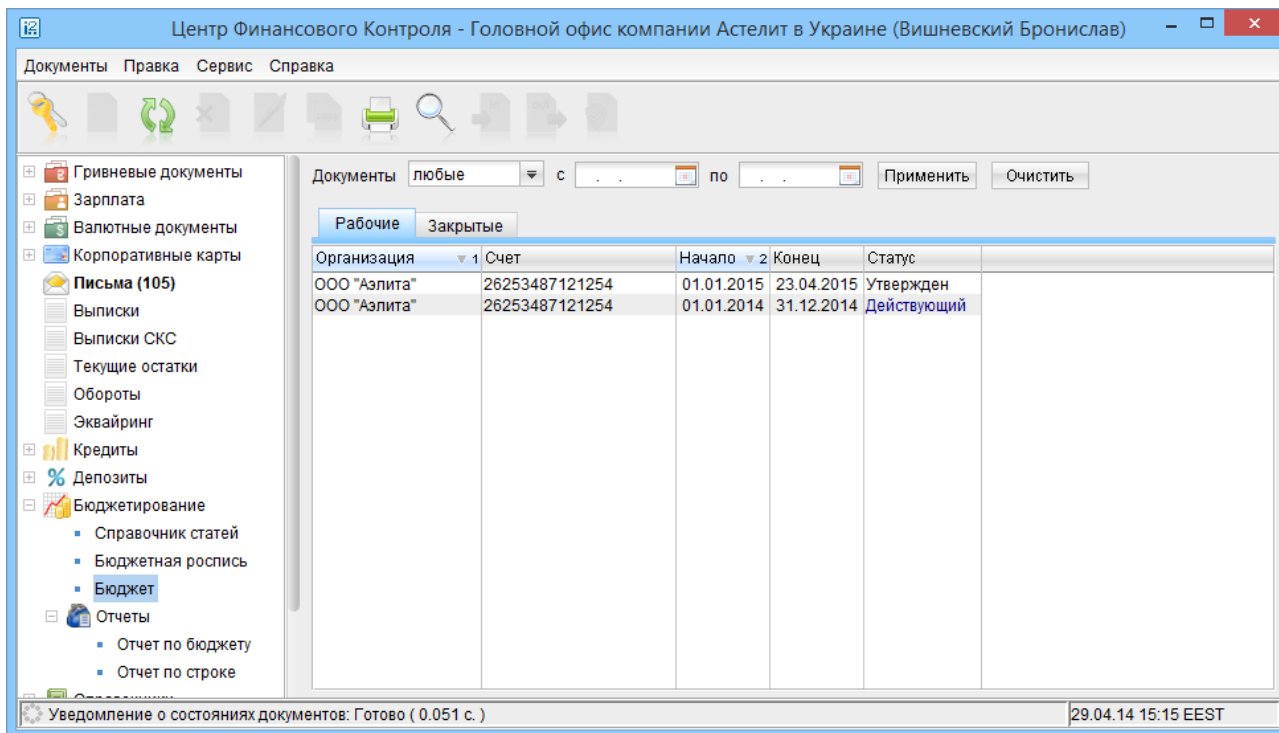 Центр Финансового Контроля - Головной офис компании Астелит в Украине (Вишневский Бронислав)
Документы Правка Сервис Справка
Гривневые документы
Зарплата
Валютные документы
Корпоративные карты
Письма (105)
Выписки
Выписки СКС
Текущие остатки
Обороты
Эквайринг
Кредиты
Депозиты
Бюджетирование
Справочник статей
Бюджетная роспись
Бюджет
Отчеты
Отчет по бюджету
Отчет по строке
Документы любые с . . по . . Применить Очистить
Рабочие Закрытые
Организация 1 Счет Начало 2 Конец Статус
ООО "Аэлита" 26253487121254 01.01.2015 23.04.2015 Утвержден
ООО "Аэлита" 26253487121254 01.01.2014 31.12.2014 Действующий
Уведомление о состояниях документов: Готово ( 0.051 с. ) 29.04.14 15:15 EEST